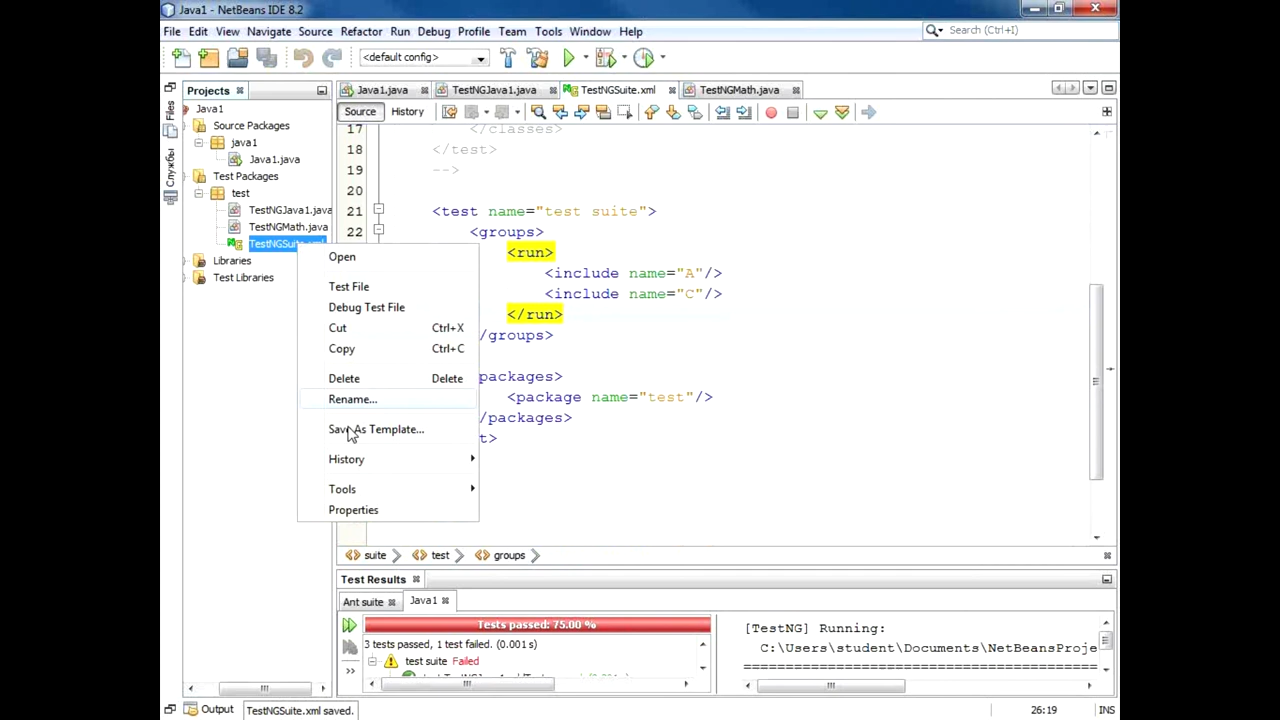 Java1 - NetBeans IDE 8.2
File Edit View Navigate Source Refactor Run Debug Profile Team Tools Window Help
Search (Ctrl+I)
<default config>
Projects
Java1.java
TestNGJava1.java
TestNGSuite.xml
TestNGMath.java
Files
Службы
Source History
Java1
Source Packages
java1
Java1.java
Test Packages
test
TestNGJava1.java
TestNGMath.java
TestNGSuite.xml
Libraries
Test Libraries
Open
Test File
Debug Test File
Cut Ctrl+X
Copy Ctrl+C
Delete Delete
Rename...
Save As Template...
History
Tools
Properties
17 </classes>
18 </test>
19 -->
20
21 <test name="test suite">
22 <groups>
<run>
<include name="A"/>
<include name="C"/>
</run>
/groups>
packages>
<package name="test"/>
/packages>
t>
suite test groups
Test Results
Ant suite
Java1
Tests passed: 75.00 %
3 tests passed, 1 test failed. (0.001 s)
test suite Failed
[TestNG] Running:
C:\Users\student\Documents\NetBeansProje
=====================================
Output
TestNGSuite.xml saved.
26:19
INS